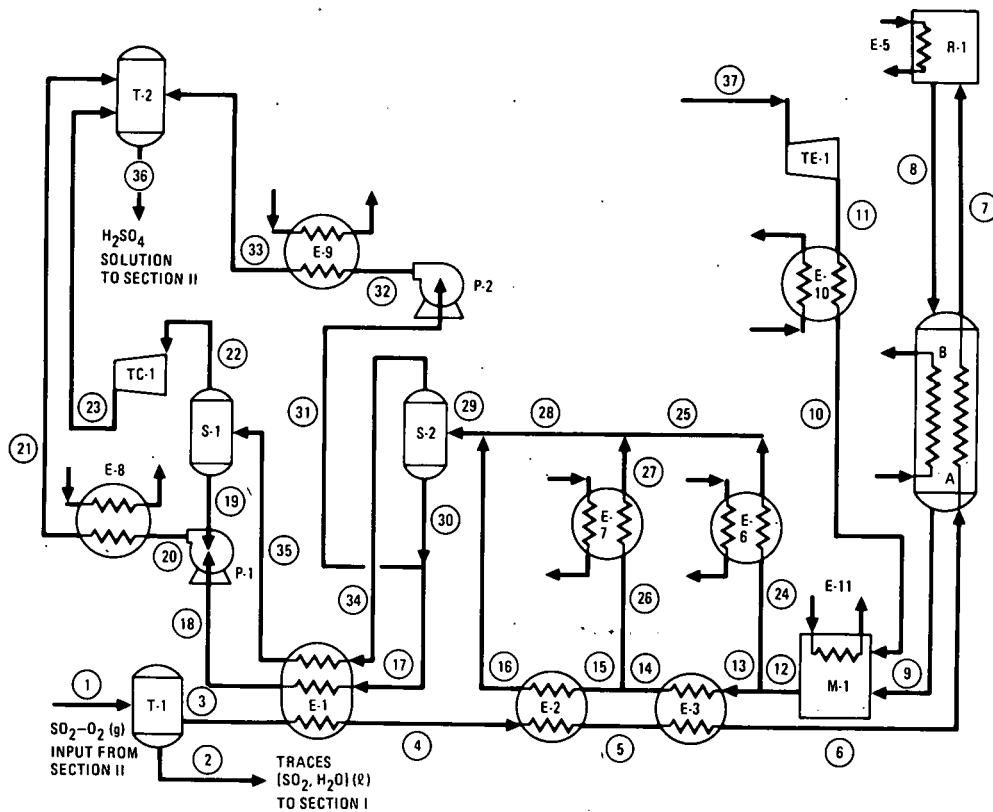 E-5
R-1
37
T-2
TE-1
8
7
36
11
H₂SO₄
SOLUTION
TO SECTION II
33
E-9
E-
10
32
P-2
B
22
TC-1
10
23
31
29
28
25
S-2
S-1
21
27
A
E-8
19
E-
7
E-
6
30
20
35
P-1
34
26
24
E-11
18
17
16
15
14
13
12
9
M-1
1
3
T-1
E-1
E-2
E-3
SO₂–O₂ (g)
INPUT FROM
SECTION II
4
5
6
2
TRACES
(SO₂, H₂O) (ℓ)
TO SECTION I